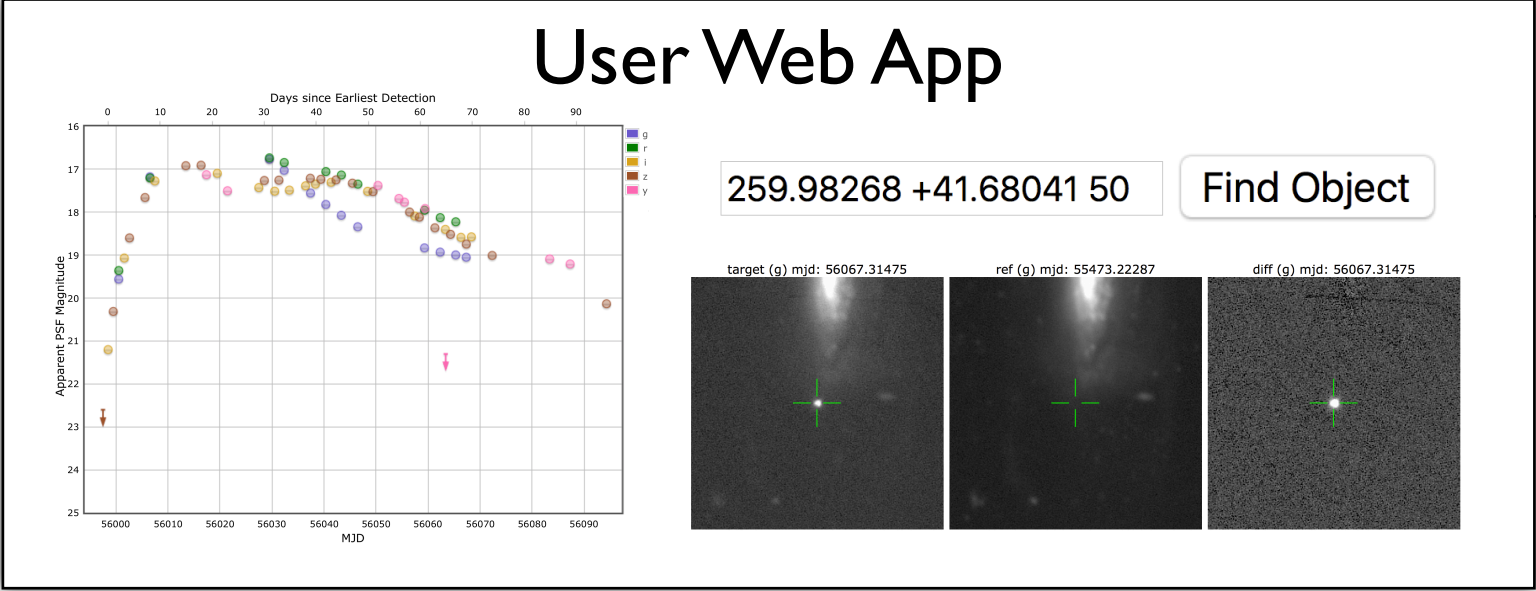 User Web App
Days since Earliest Detection
0 10 20 30 40 50 60 70 80 90
16
17
18
19
20
21
22
23
24
25
Apparent PSF Magnitude
56000 56010 56020 56030 56040 56050 56060 56070 56080 56090
MJD
g
r
i
z
y
259.98268 +41.68041 50
Find Object
target (g) mjd: 56067.31475
ref (g) mjd: 55473.22287
diff (g) mjd: 56067.31475